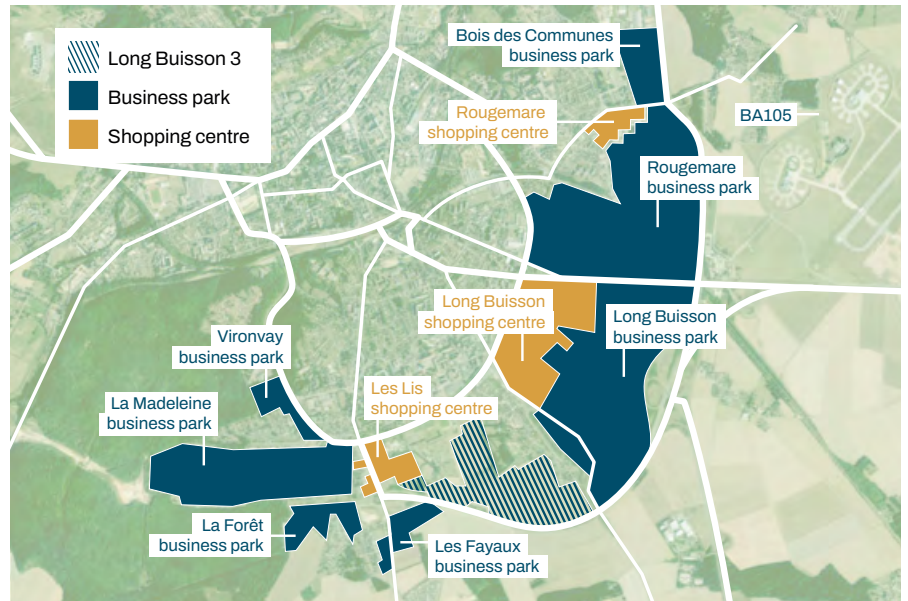 Long Buisson 3
Business park
Shopping centre
Bois des Communes
business park
Rougemare
shopping centre
BA105
Rougemare
business park
Long Buisson
shopping centre
Long Buisson
business park
Vironvay
business park
Les Lis
shopping centre
La Madeleine
business park
La Forêt
business park
Les Fayaux
business park